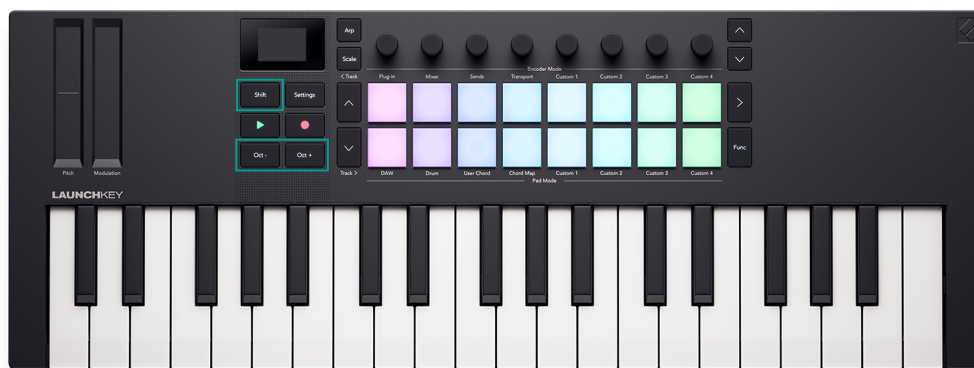 Arp
Scale
< Track
Encoder Mode
Plug-in Mixer Sends Transport Custom 1 Custom 2 Custom 3 Custom 4
Shift Settings
Oct - Oct +
Func
Pitch Modulation
Track >
DAW Drum User Chord Chord Map Custom 1 Custom 2 Custom 3 Custom 4
Pad Mode
LAUNCHKEY